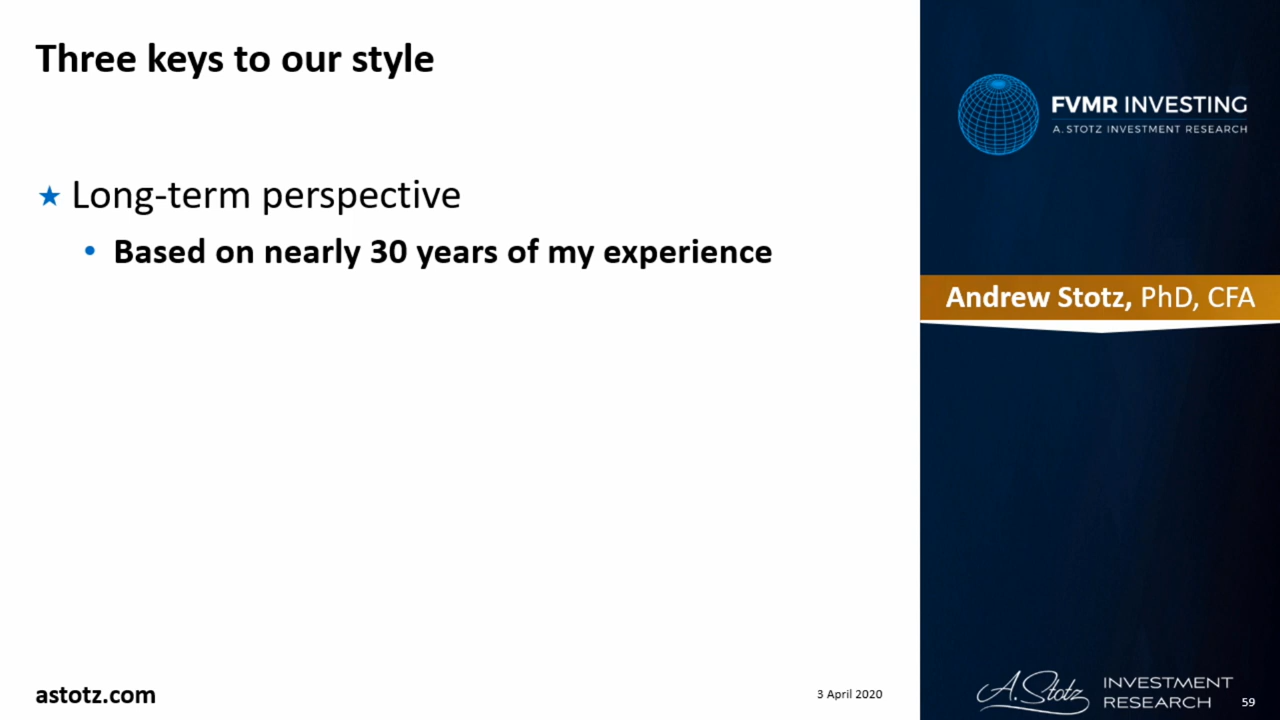 Three keys to our style
★ Long-term perspective
• Based on nearly 30 years of my experience
astotz.com
3 April 2020
FVMR INVESTING
A. STOTZ INVESTMENT RESEARCH
Andrew Stotz, PhD, CFA
A. Stotz INVESTMENT
RESEARCH
59